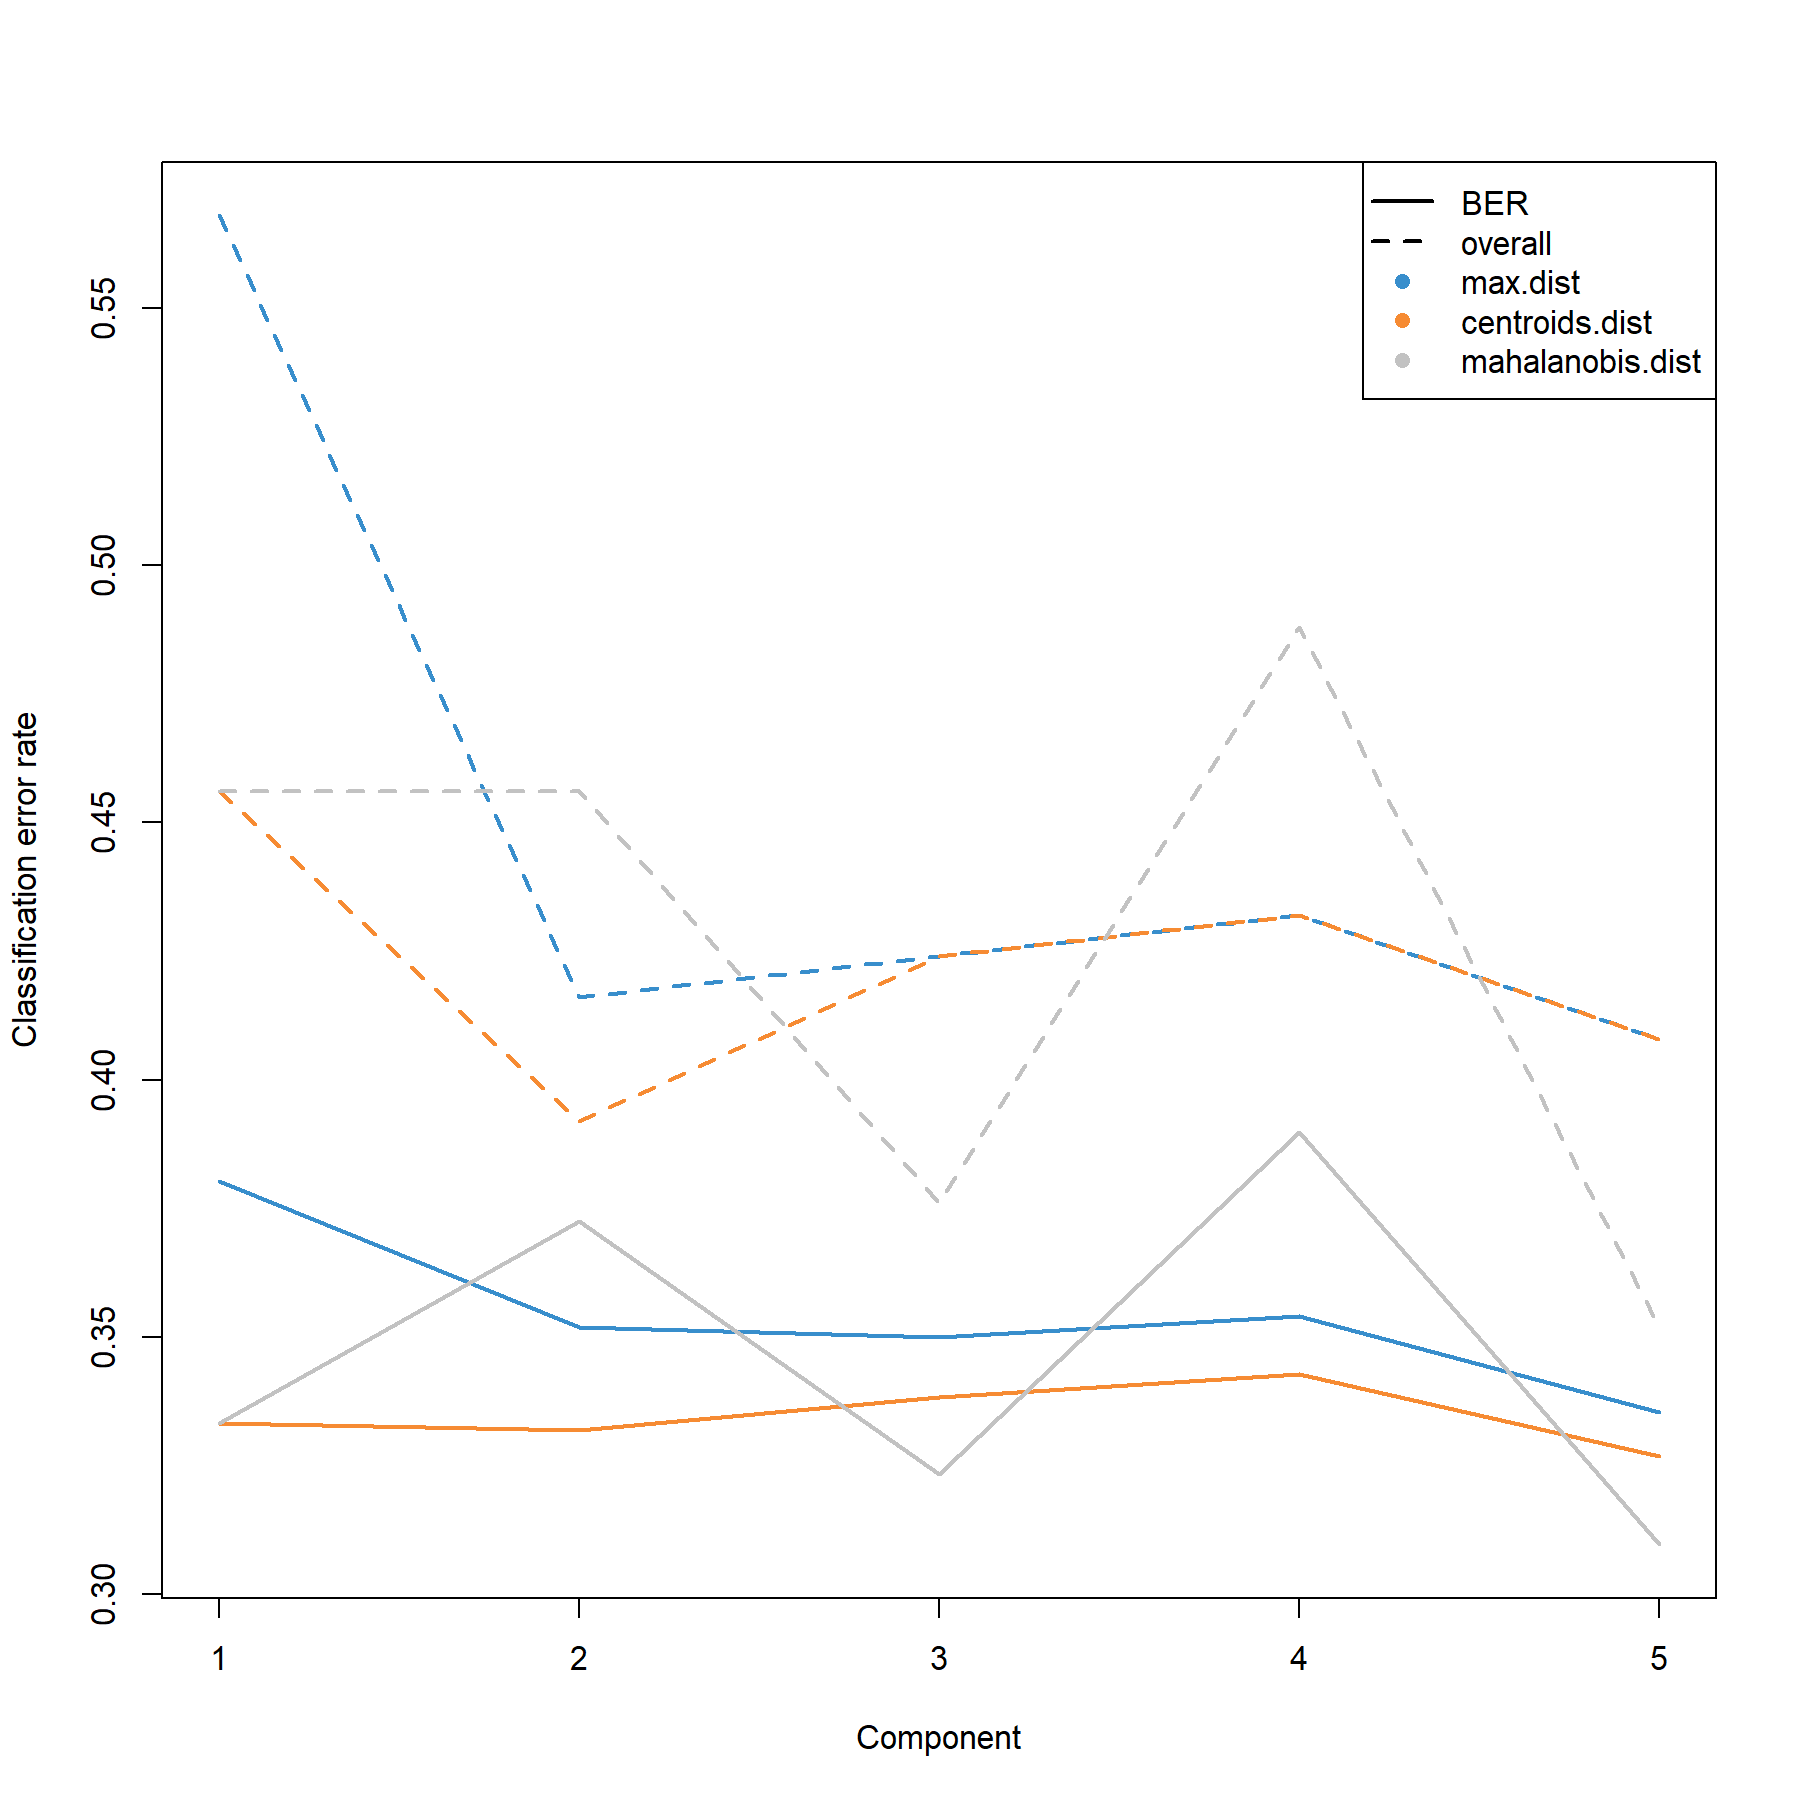 BER
overall
max.dist
centroids.dist
mahalanobis.dist
Classification error rate
0.55
0.50
0.45
0.40
0.35
0.30
1 2 3 4 5
Component